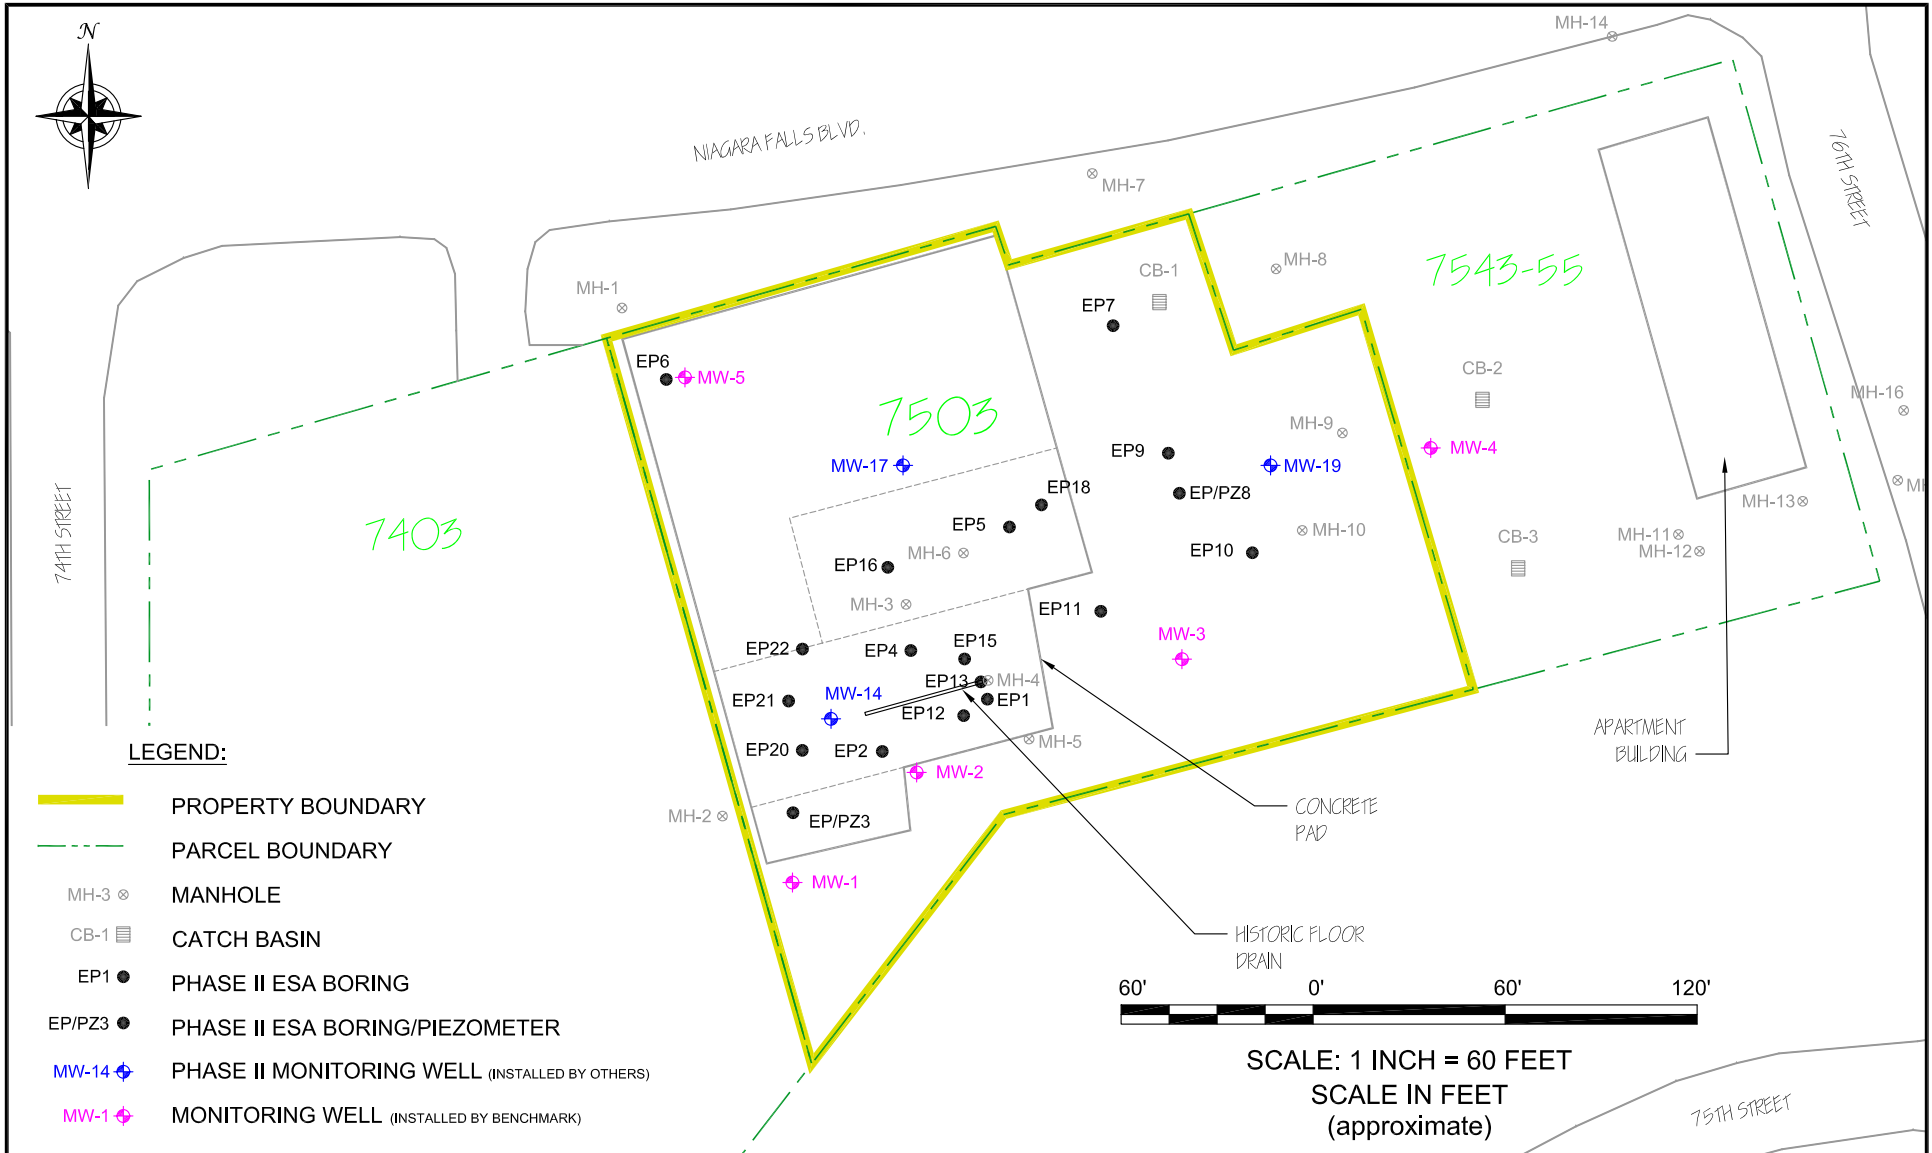 N
MH-14
NIAGARA FALLS BLVD.
76TH STREET
MH-7
MH-8
7543-55
CB-1
MH-1
EP7
EP6
MW-5
CB-2
MH-16
7503
MH-9
MW-4
EP9
MW-17
MW-19
EP18
EP/PZ8
MH-13
7403
74TH STREET
EP5
MH-10
MH-11
MH-12
CB-3
MH-6
EP10
EP16
MH-3
EP11
MW-3
EP22
EP4
EP15
EP13
MH-4
EP21
MW-14
EP12
EP1
EP20
EP2
MH-5
MW-2
APARTMENT
BUILDING
MH-2
EP/PZ3
CONCRETE
PAD
MW-1
HISTORIC FLOOR
DRAIN
LEGEND:
PROPERTY BOUNDARY
PARCEL BOUNDARY
MH-3 MANHOLE
CB-1 CATCH BASIN
EP1 PHASE II ESA BORING
EP/PZ3 PHASE II ESA BORING/PIEZOMETER
MW-14 PHASE II MONITORING WELL (INSTALLED BY OTHERS)
MW-1 MONITORING WELL (INSTALLED BY BENCHMARK)
60' 0' 60' 120'
SCALE: 1 INCH = 60 FEET
SCALE IN FEET
(approximate)
75TH STREET